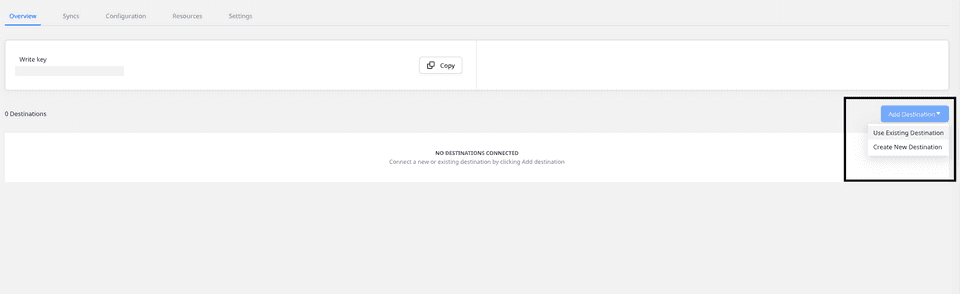 Overview Syncs Configuration Resources Settings
Write key
Copy
0 Destinations
Add Destination
Use Existing Destination
Create New Destination
NO DESTINATIONS CONNECTED
Connect a new or existing destination by clicking Add destination